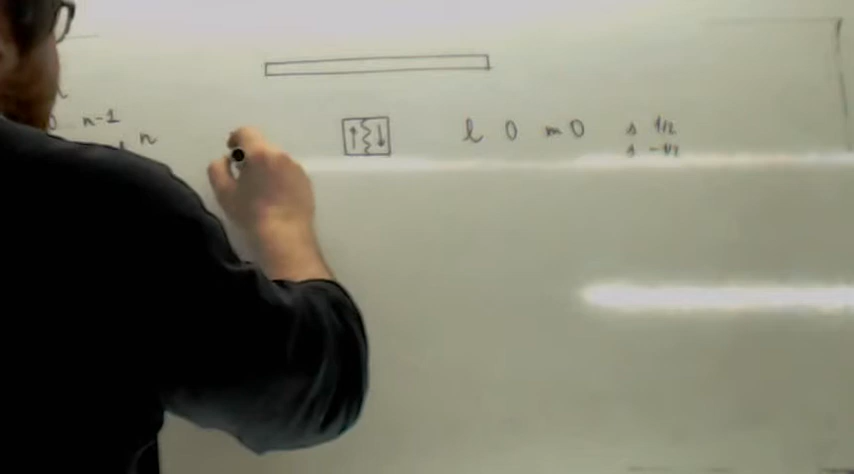 n-1
n
↑ ↓ l 0 m 0 s 1/2
s -1/2